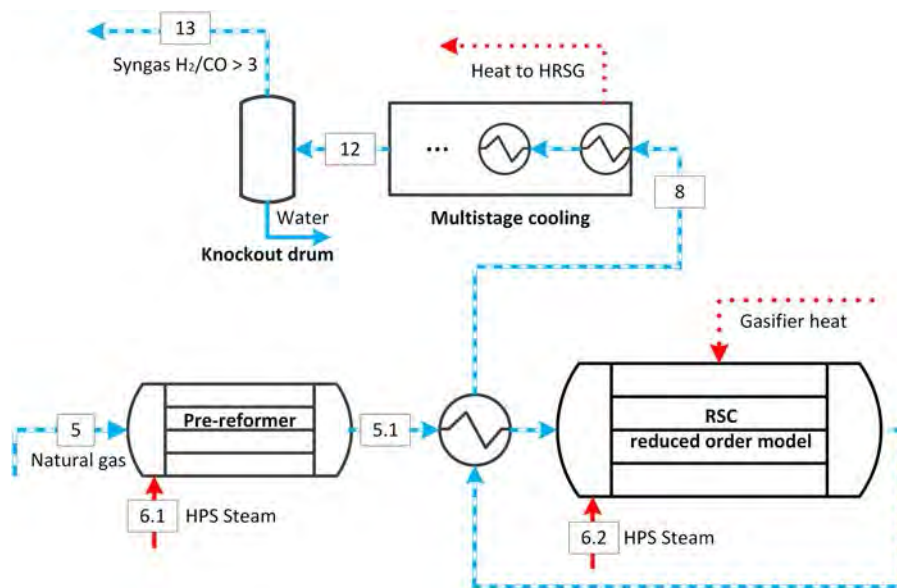 13
Syngas H₂/CO > 3
Heat to HRSG
12
...
8
Water
Multistage cooling
Knockout drum
Gasifier heat
Pre-reformer
RSC
reduced order model
5
5.1
Natural gas
6.1
HPS Steam
6.2
HPS Steam